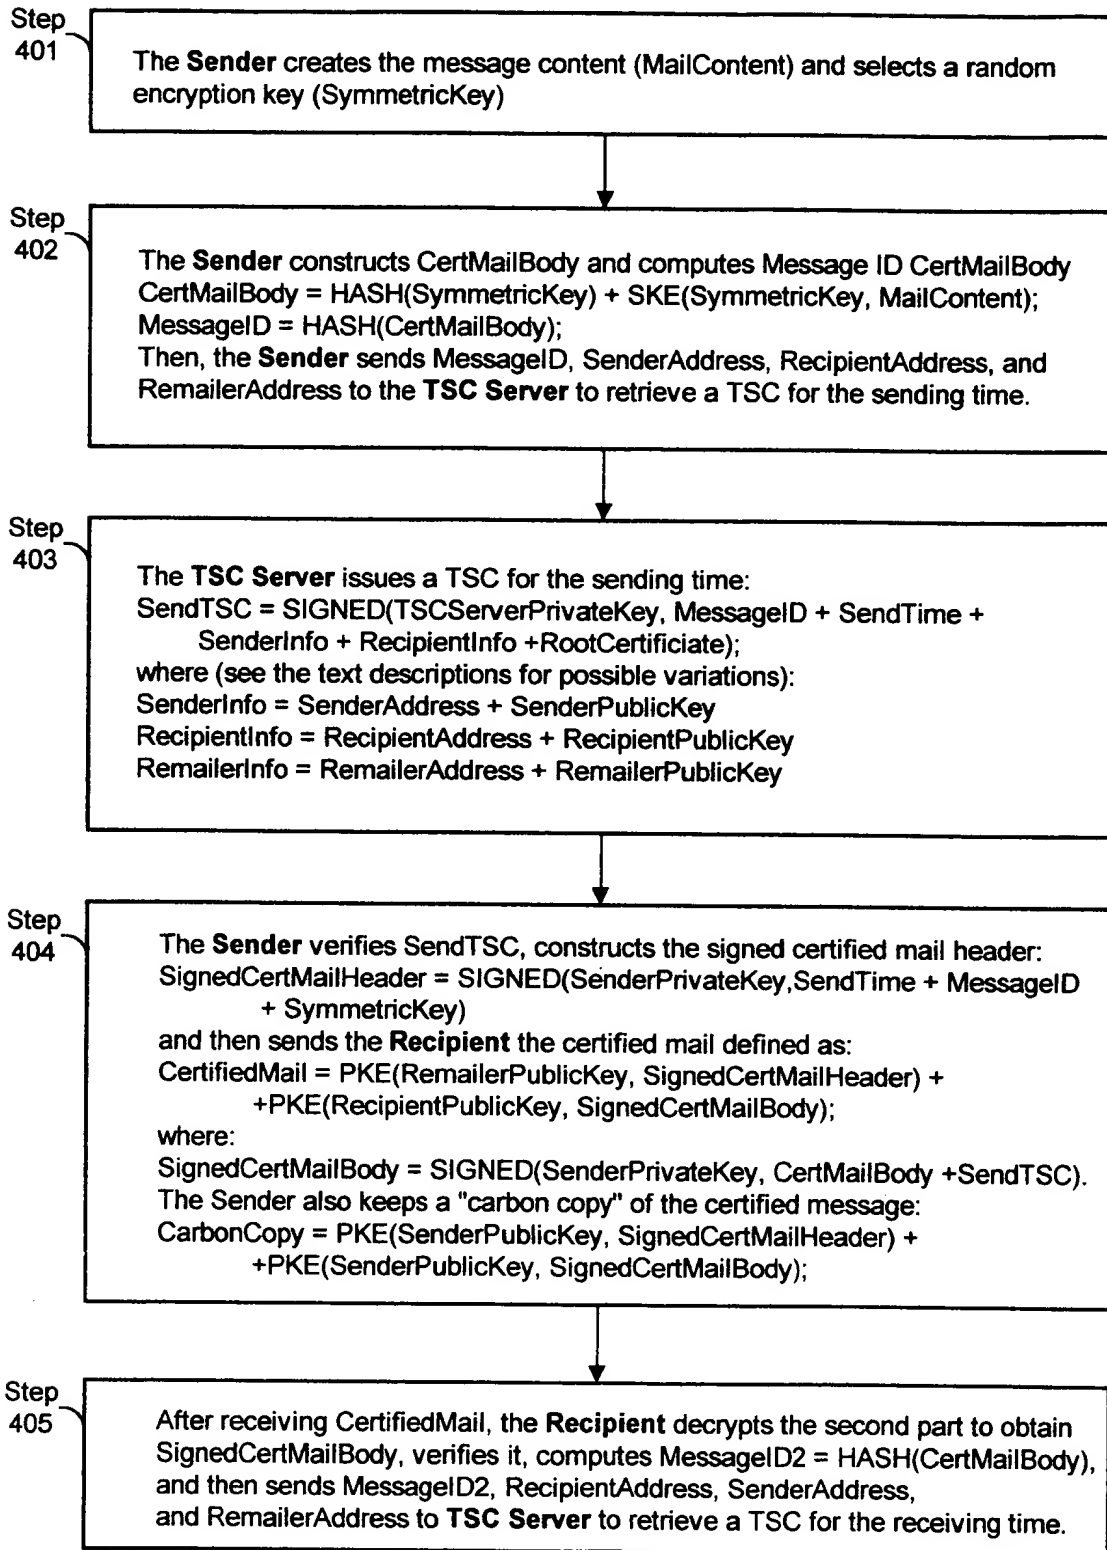 Step
401
The Sender creates the message content (MailContent) and selects a random
encryption key (SymmetricKey)
Step
402
The Sender constructs CertMailBody and computes Message ID CertMailBody
CertMailBody = HASH(SymmetricKey) + SKE(SymmetricKey, MailContent);
MessageID = HASH(CertMailBody);
Then, the Sender sends MessageID, SenderAddress, RecipientAddress, and
RemailerAddress to the TSC Server to retrieve a TSC for the sending time.
Step
403
The TSC Server issues a TSC for the sending time:
SendTSC = SIGNED(TSCServerPrivateKey, MessageID + SendTime +
SenderInfo + RecipientInfo +RootCertificiate);
where (see the text descriptions for possible variations):
SenderInfo = SenderAddress + SenderPublicKey
RecipientInfo = RecipientAddress + RecipientPublicKey
RemailerInfo = RemailerAddress + RemailerPublicKey
Step
404
The Sender verifies SendTSC, constructs the signed certified mail header:
SignedCertMailHeader = SIGNED(SenderPrivateKey,SendTime + MessageID
+ SymmetricKey)
and then sends the Recipient the certified mail defined as:
CertifiedMail = PKE(RemailerPublicKey, SignedCertMailHeader) +
+PKE(RecipientPublicKey, SignedCertMailBody);
where:
SignedCertMailBody = SIGNED(SenderPrivateKey, CertMailBody +SendTSC).
The Sender also keeps a "carbon copy" of the certified message:
CarbonCopy = PKE(SenderPublicKey, SignedCertMailHeader) +
+PKE(SenderPublicKey, SignedCertMailBody);
Step
405
After receiving CertifiedMail, the Recipient decrypts the second part to obtain
SignedCertMailBody, verifies it, computes MessageID2 = HASH(CertMailBody),
and then sends MessageID2, RecipientAddress, SenderAddress,
and RemailerAddress to TSC Server to retrieve a TSC for the receiving time.